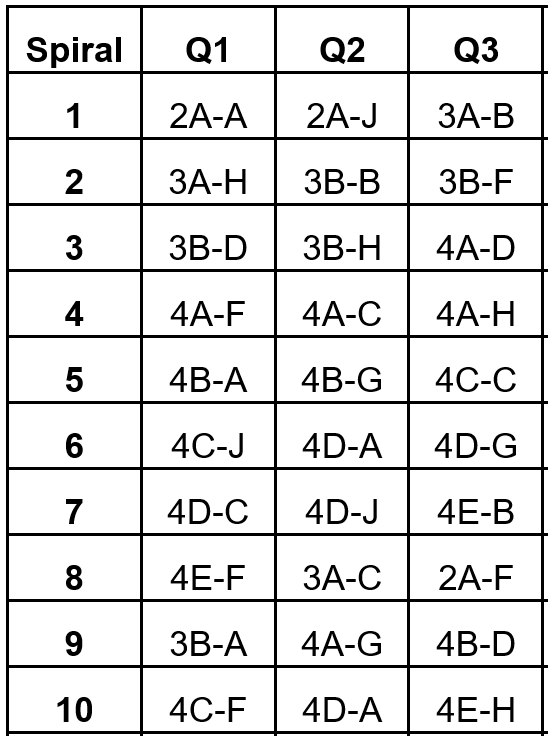 Spiral Q1 Q2 Q3
1 2A-A 2A-J 3A-B
2 3A-H 3B-B 3B-F
3 3B-D 3B-H 4A-D
4 4A-F 4A-C 4A-H
5 4B-A 4B-G 4C-C
6 4C-J 4D-A 4D-G
7 4D-C 4D-J 4E-B
8 4E-F 3A-C 2A-F
9 3B-A 4A-G 4B-D
10 4C-F 4D-A 4E-H